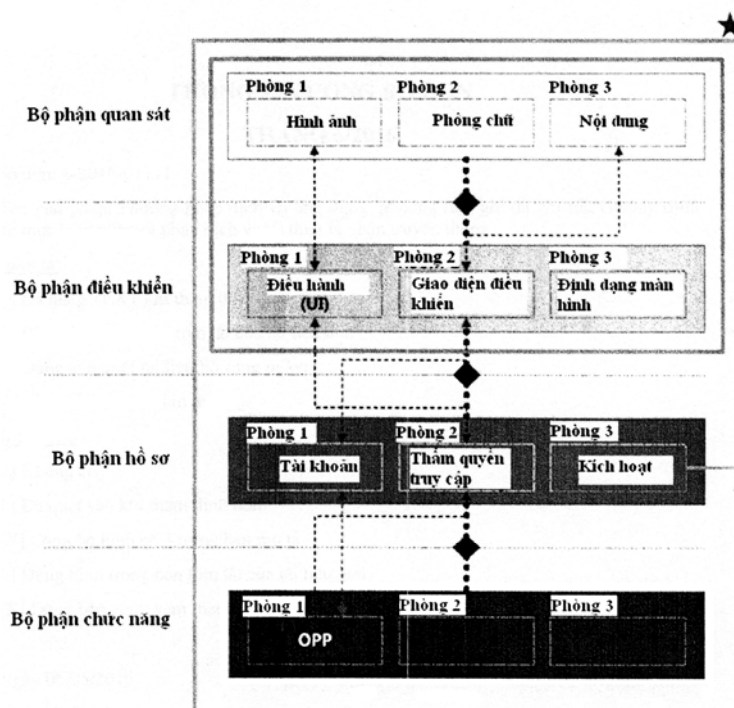 Phòng 1 Phòng 2 Phòng 3
Bộ phận quan sát
Hình ảnh Phông chữ Nội dung
Phòng 1 Phòng 2 Phòng 3
Bộ phận điều khiển
Điều hành (UI)
Giao diện điều khiển
Định dạng màn hình
Phòng 1 Phòng 2 Phòng 3
Bộ phận hồ sơ
Tài khoản
Thẩm quyền truy cập
Kích hoạt
Phòng 1 Phòng 2 Phòng 3
Bộ phận chức năng
OPP